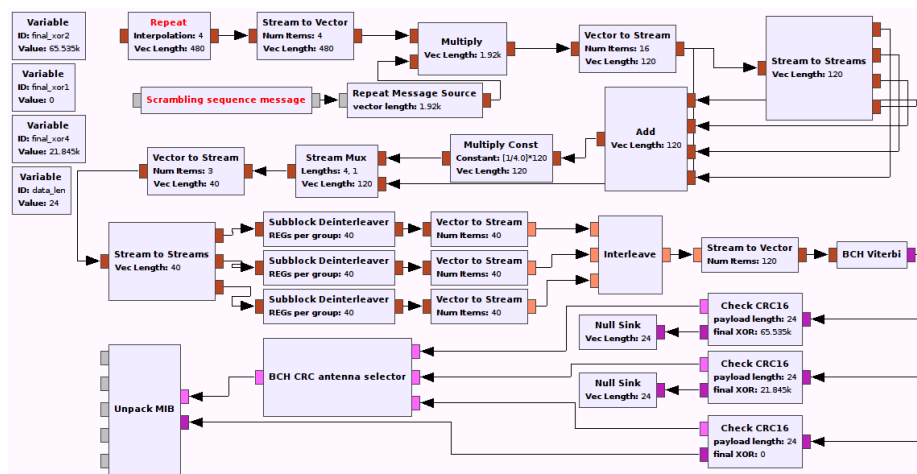 Variable
ID: final_xor2
Value: 65.535k
Repeat
Interpolation: 4
Vec Length: 480
Stream to Vector
Num Items: 4
Vec Length: 480
Multiply
Vec Length: 1.92k
Vector to Stream
Num Items: 16
Vec Length: 120
Stream to Streams
Vec Length: 120
Variable
ID: final_xor1
Value: 0
Scrambling sequence message
Repeat Message Source
vector length: 1.92k
Variable
ID: final_xor4
Value: 21.845k
Add
Vec Length: 120
Multiply Const
Constant: [1/4.0]*120
Vec Length: 120
Stream Mux
Lengths: 4, 1
Vec Length: 120
Vector to Stream
Num Items: 3
Vec Length: 40
Variable
ID: data_len
Value: 24
Stream to Streams
Vec Length: 40
Subblock Deinterleaver
REGs per group: 40
Vector to Stream
Num Items: 40
Subblock Deinterleaver
REGs per group: 40
Vector to Stream
Num Items: 40
Subblock Deinterleaver
REGs per group: 40
Vector to Stream
Num Items: 40
Interleave
Stream to Vector
Num Items: 120
BCH Viterbi
Check CRC16
payload length: 24
final XOR: 65.535k
Null Sink
Vec Length: 24
Check CRC16
payload length: 24
final XOR: 21.845k
Null Sink
Vec Length: 24
Check CRC16
payload length: 24
final XOR: 0
BCH CRC antenna selector
Unpack MIB